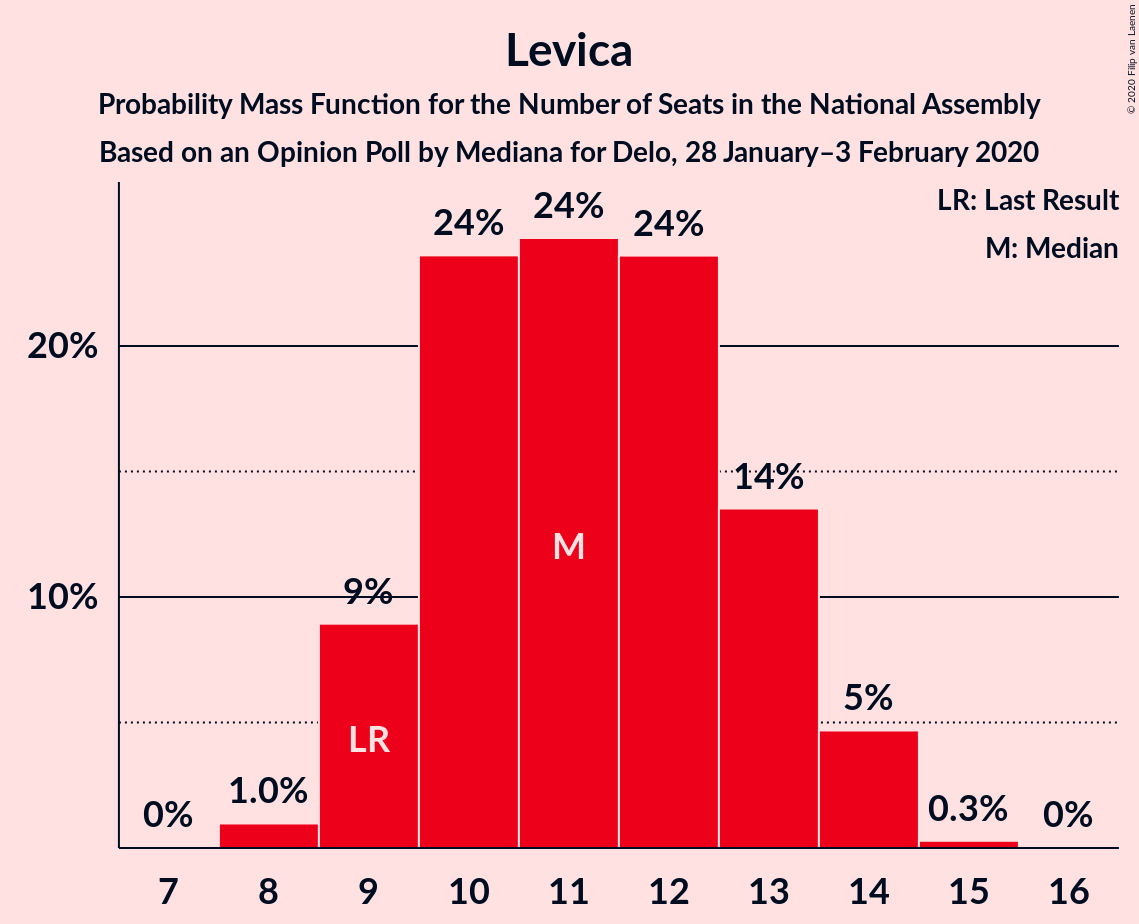 Levica
Probability Mass Function for the Number of Seats in the National Assembly
Based on an Opinion Poll by Mediana for Delo, 28 January–3 February 2020
© 2020 Filip van Laenen
LR: Last Result
M: Median
20%
10%
0%
1.0%
9%
24%
24%
24%
14%
5%
0.3%
0%
LR
M
7 8 9 10 11 12 13 14 15 16